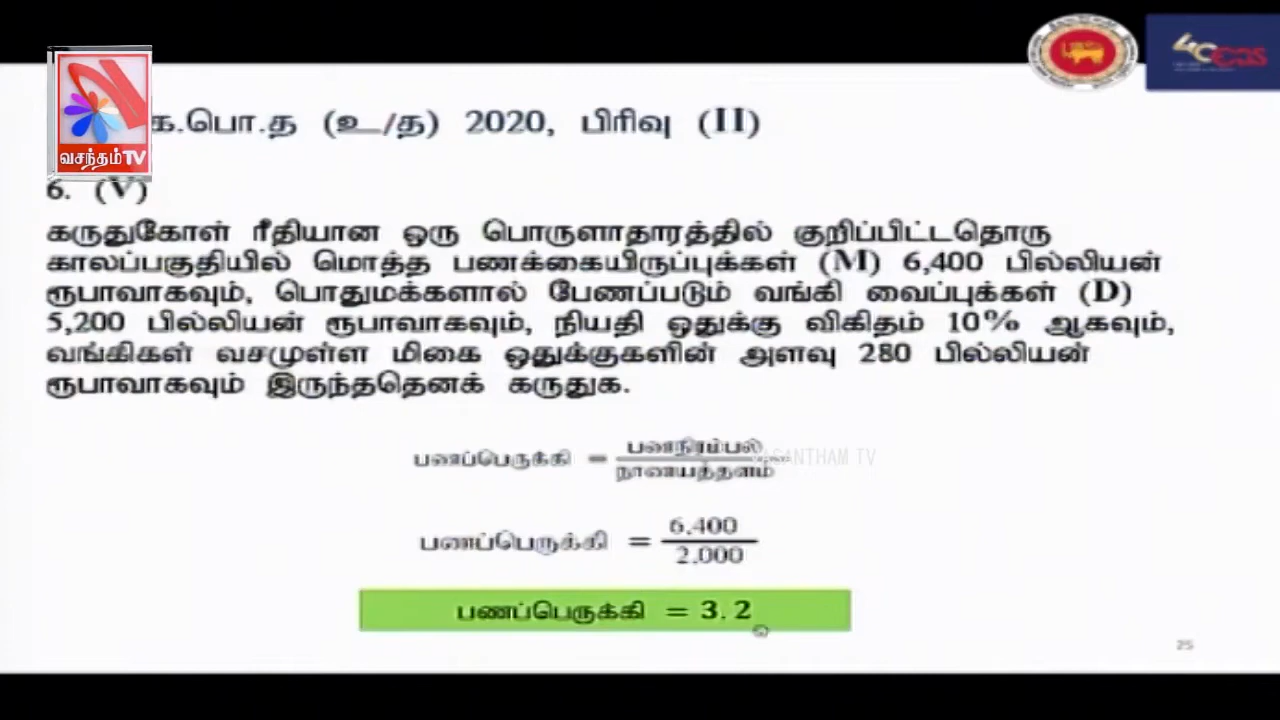 வசந்தம்TV
க.பொ.த (உ/த) 2020, பிரிவு (II)
6. (V)
கருதுகோள் ரீதியான ஒரு பொருளாதாரத்தில் குறிப்பிட்டதொரு
காலப்பகுதியில் மொத்த பணக்கையிருப்புக்கள் (M) 6,400 பில்லியன்
ரூபாவாகவும், பொதுமக்களால் பேணப்படும் வங்கி வைப்புக்கள் (D)
5,200 பில்லியன் ரூபாவாகவும், நியதி ஒதுக்கு விகிதம் 10% ஆகவும்,
வங்கிகள் வசமுள்ள மிகை ஒதுக்குகளின் அளவு 280 பில்லியன்
ரூபாவாகவும் இருந்ததெனக் கருதுக.
பணப்பெருக்கி = பணநிரம்பல்
நாணயத்தளம்
VASANTHAM TV
பணப்பெருக்கி = 6,400
2,000
பணப்பெருக்கி = 3.2
25